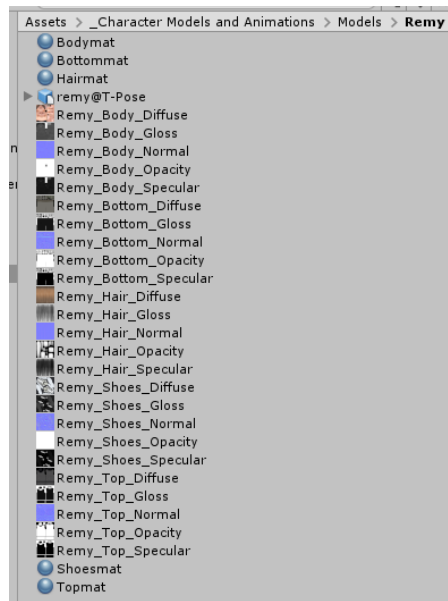 Assets > _Character Models and Animations > Models > Remy
Bodymat
Bottommat
Hairmat
remy@T-Pose
Remy_Body_Diffuse
Remy_Body_Gloss
Remy_Body_Normal
Remy_Body_Opacity
Remy_Body_Specular
Remy_Bottom_Diffuse
Remy_Bottom_Gloss
Remy_Bottom_Normal
Remy_Bottom_Opacity
Remy_Bottom_Specular
Remy_Hair_Diffuse
Remy_Hair_Gloss
Remy_Hair_Normal
Remy_Hair_Opacity
Remy_Hair_Specular
Remy_Shoes_Diffuse
Remy_Shoes_Gloss
Remy_Shoes_Normal
Remy_Shoes_Opacity
Remy_Shoes_Specular
Remy_Top_Diffuse
Remy_Top_Gloss
Remy_Top_Normal
Remy_Top_Opacity
Remy_Top_Specular
Shoesmat
Topmat